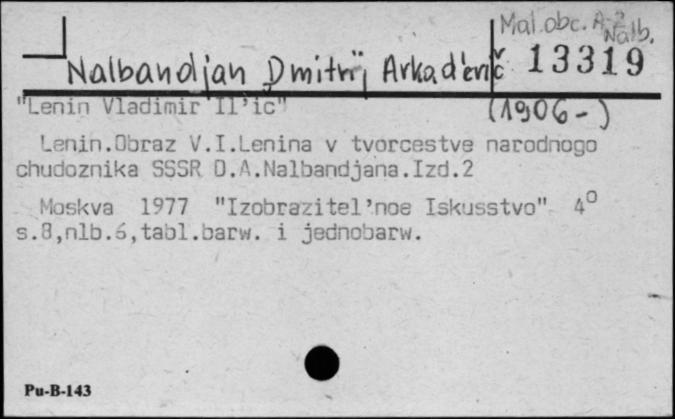 Mal. obc. A-2
Nalb.
13319
Nalbandjan Dmitrij Arkad'evič
"Lenin Vladimir Il'ic"
(1906-)
Lenin.Obraz V.I.Lenina v tvorcestve narodnogo
chudoznika SSSR D.A.Nalbandjana.Izd.2
Moskva 1977 "Izobrazitel'noe Iskusstvo" 4⁰
s.8,nlb.6,tabl.barw. i jednobarw.
Pu-B-143